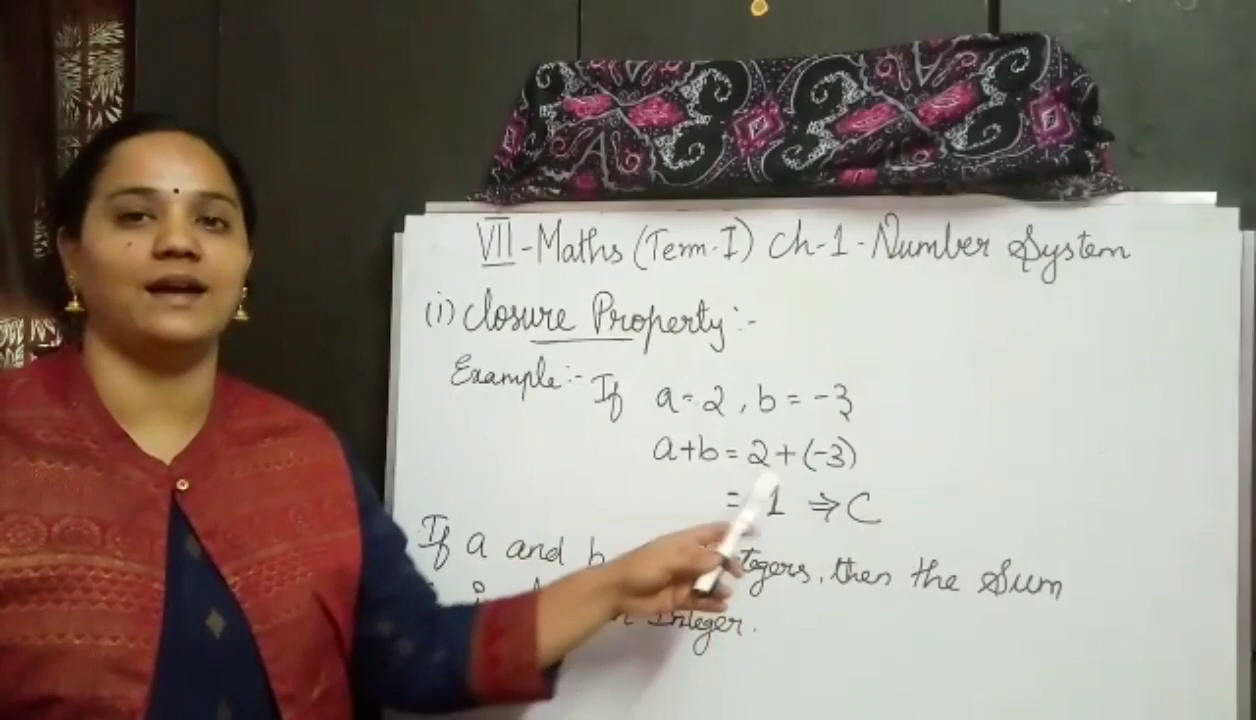 VII - Maths (Term-I) Ch-1 - Number System
(i) Closure Property :-
Example :- If a = 2, b = -3
a+b = 2+(-3)
= 1 ⇒ C
If a and b tegers, then the Sum
Integer.